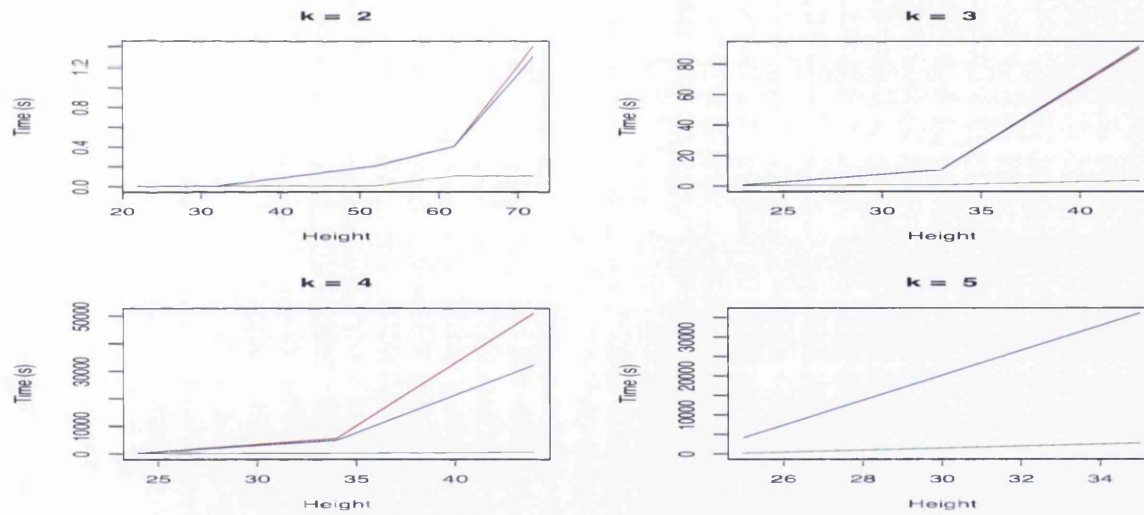 k = 2
Time (s)
0.0 0.4 0.8 1.2
20 30 40 50 60 70
Height
k = 3
Time (s)
0 20 40 60 80
25 30 35 40
Height
k = 4
Time (s)
0 10000 30000 50000
25 30 35 40
Height
k = 5
Time (s)
0 10000 20000 30000
26 28 30 32 34
Height